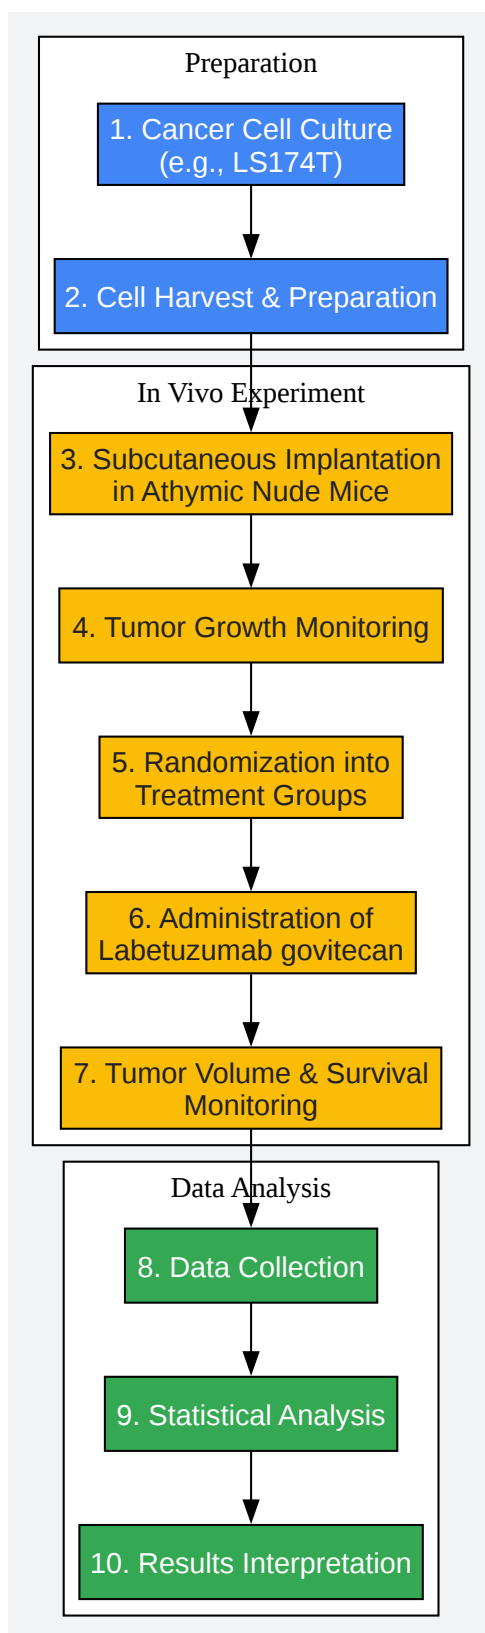 Preparation
1. Cancer Cell Culture
(e.g., LS174T)
2. Cell Harvest & Preparation
In Vivo Experiment
3. Subcutaneous Implantation
in Athymic Nude Mice
4. Tumor Growth Monitoring
5. Randomization into
Treatment Groups
6. Administration of
Labetuzumab govitecan
7. Tumor Volume & Survival
Monitoring
Data Analysis
8. Data Collection
9. Statistical Analysis
10. Results Interpretation